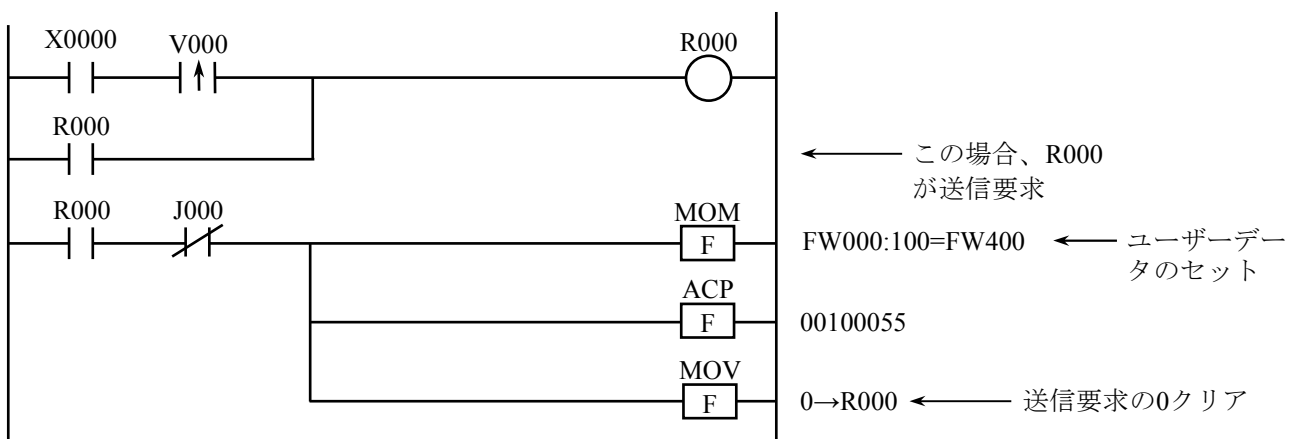 X0000 V000 R000
R000
この場合、R000
が送信要求
R000 J000 MOM
F FW000:100=FW400 ユーザーデー
タのセット
ACP
F 00100055
MOV
F 0→R000 送信要求の0クリア